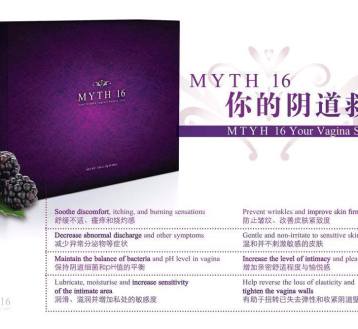 MYTH 16
MYTH 16
你的阴道救
MTYH 16 Your Vagina S
Soothe discomfort, itching, and burning sensations
舒缓不适、瘙痒和灼烧感
Decrease abnormal discharge and other symptoms
减少异常分泌物等症状
Maintain the balance of bacteria and pH level in vagina
保持阴道细菌和pH值的平衡
Lubricate, moisturise and increase sensitivity
of the intimate area
润滑、滋润并增加私处的敏感度
Prevent wrinkles and improve skin firm
防止皱纹、改善皮肤紧致度
Gentle and non-irritate to sensitive skin
温和并不刺激敏感的皮肤
Increase the level of intimacy and plea
增加亲密舒适程度与愉悦感
Help reverse the loss of elasticity and
tighten the vagina walls
有助于扭转已失去弹性和收紧阴道壁
16